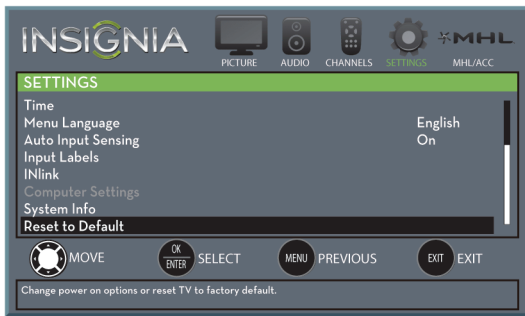 INSIGNIA
PICTURE AUDIO CHANNELS SETTINGS MHL MHL/ACC
SETTINGS
Time
Menu Language English
Auto Input Sensing On
Input Labels
INlink
Computer Settings
System Info
Reset to Default
MOVE OK ENTER SELECT MENU PREVIOUS EXIT EXIT
Change power on options or reset TV to factory default.